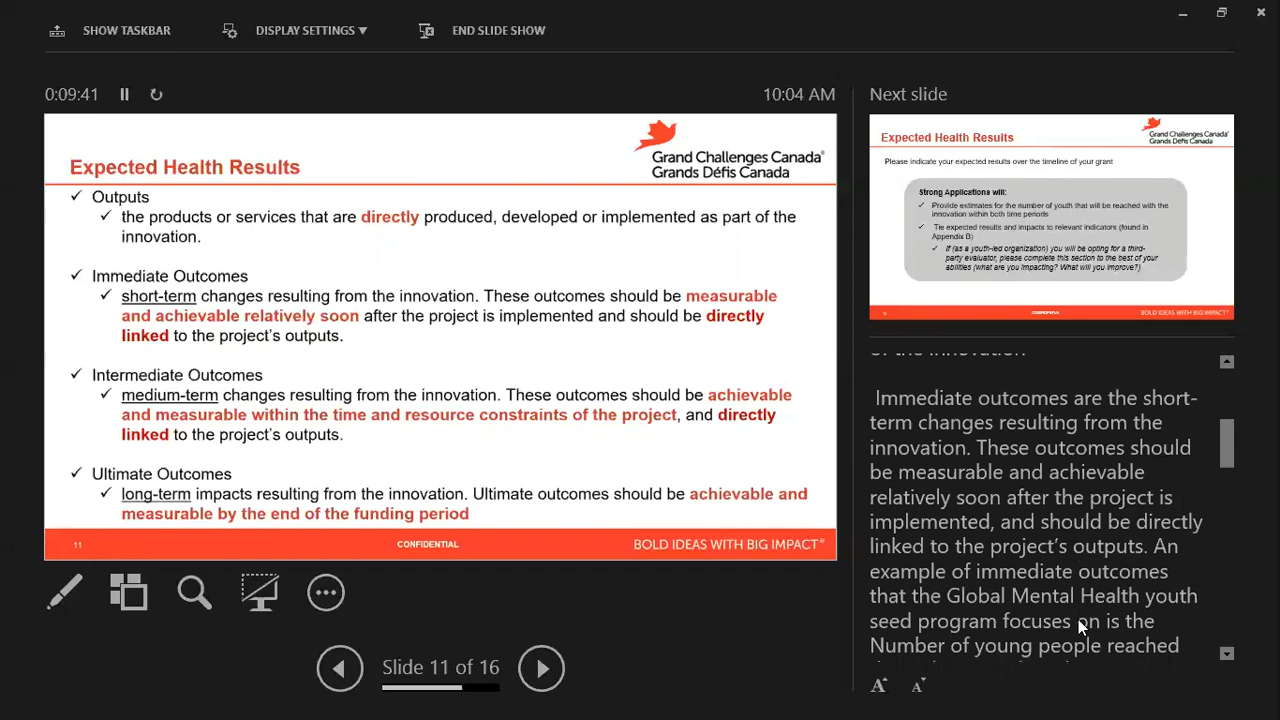 SHOW TASKBAR
DISPLAY SETTINGS ▼
END SLIDE SHOW
0:09:41
10:04 AM
Grand Challenges Canada®
Grands Défis Canada
Expected Health Results
✓ Outputs
✓ the products or services that are directly produced, developed or implemented as part of the
innovation.
✓ Immediate Outcomes
✓ short-term changes resulting from the innovation. These outcomes should be measurable
and achievable relatively soon after the project is implemented and should be directly
linked to the project's outputs.
✓ Intermediate Outcomes
✓ medium-term changes resulting from the innovation. These outcomes should be achievable
and measurable within the time and resource constraints of the project, and directly
linked to the project's outputs.
✓ Ultimate Outcomes
✓ long-term impacts resulting from the innovation. Ultimate outcomes should be achievable and
measurable by the end of the funding period
11
CONFIDENTIAL
BOLD IDEAS WITH BIG IMPACT®
Slide 11 of 16
Next slide
Grand Challenges Canada®
Grands Défis Canada
Expected Health Results
Please indicate your expected results over the timeline of your grant
Strong Applications will:
✓ Provide estimates for the number of youth that will be reached with the
innovation within both time periods
✓ Tie expected results and impacts to relevant indicators (found in
Appendix B)
✓ If (as a youth-led organization) you will be opting for a third-
party evaluator, please complete this section to the best of your
abilities (what are you impacting? What will you improve?)
CONFIDENTIAL
BOLD IDEAS WITH BIG IMPACT®
of the innovation.
Immediate outcomes are the short-
term changes resulting from the
innovation. These outcomes should
be measurable and achievable
relatively soon after the project is
implemented, and should be directly
linked to the project's outputs. An
example of immediate outcomes
that the Global Mental Health youth
seed program focuses on is the
Number of young people reached
A A